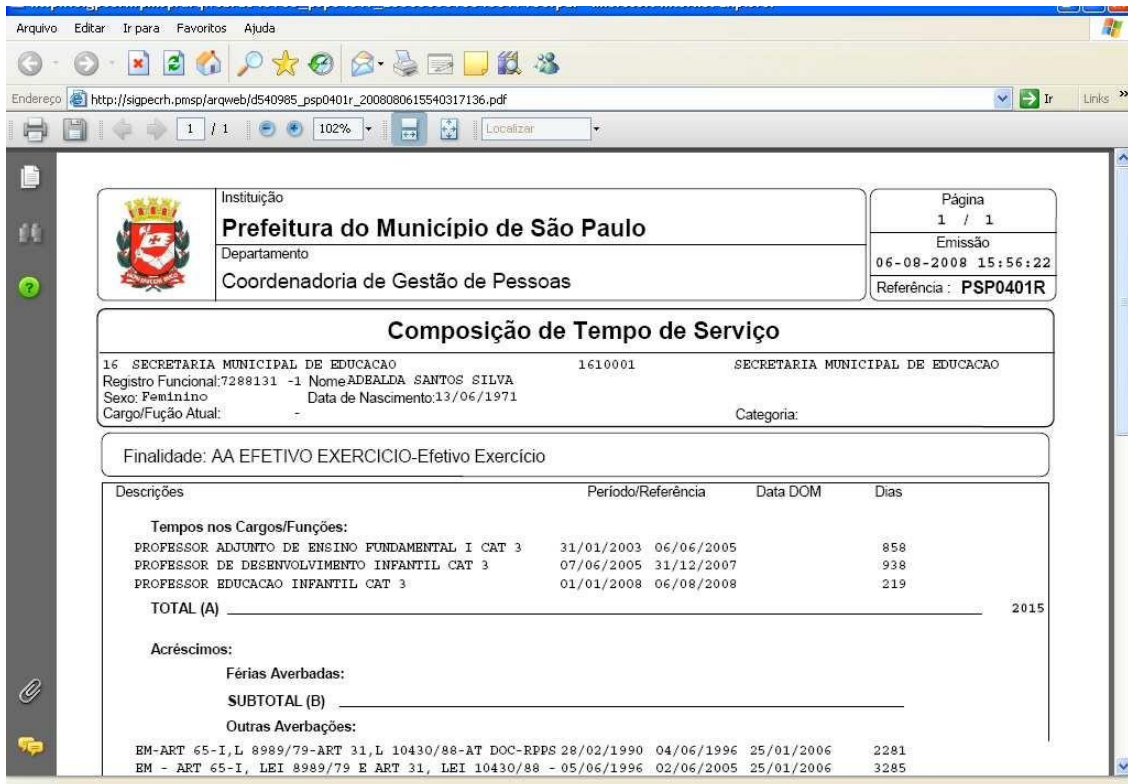 Arquivo Editar Ir para Favoritos Ajuda
Endereço http://sigpecrh.pmsp/arqweb/d540985_psp0401r_2008080615540317136.pdf Ir Links »
1 / 1 102% Localizar
Instituição
Prefeitura do Município de São Paulo
Departamento
Coordenadoria de Gestão de Pessoas
Página
1 / 1
Emissão
06-08-2008 15:56:22
Referência : PSP0401R
Composição de Tempo de Serviço
16 SECRETARIA MUNICIPAL DE EDUCACAO 1610001 SECRETARIA MUNICIPAL DE EDUCACAO
Registro Funcional:7288131 -1 Nome ADEALDA SANTOS SILVA
Sexo: Feminino Data de Nascimento:13/06/1971
Cargo/Fução Atual: - Categoria:
Finalidade: AA EFETIVO EXERCICIO-Efetivo Exercício
Descrições Período/Referência Data DOM Dias
Tempos nos Cargos/Funções:
PROFESSOR ADJUNTO DE ENSINO FUNDAMENTAL I CAT 3 31/01/2003 06/06/2005 858
PROFESSOR DE DESENVOLVIMENTO INFANTIL CAT 3 07/06/2005 31/12/2007 938
PROFESSOR EDUCACAO INFANTIL CAT 3 01/01/2008 06/08/2008 219
TOTAL (A) 2015
Acréscimos:
Férias Averbadas:
SUBTOTAL (B)
Outras Averbações:
EM-ART 65-I,L 8989/79-ART 31,L 10430/88-AT DOC-RPPS 28/02/1990 04/06/1996 25/01/2006 2281
EM - ART 65-I, LEI 8989/79 E ART 31, LEI 10430/88 - 05/06/1996 02/06/2005 25/01/2006 3285